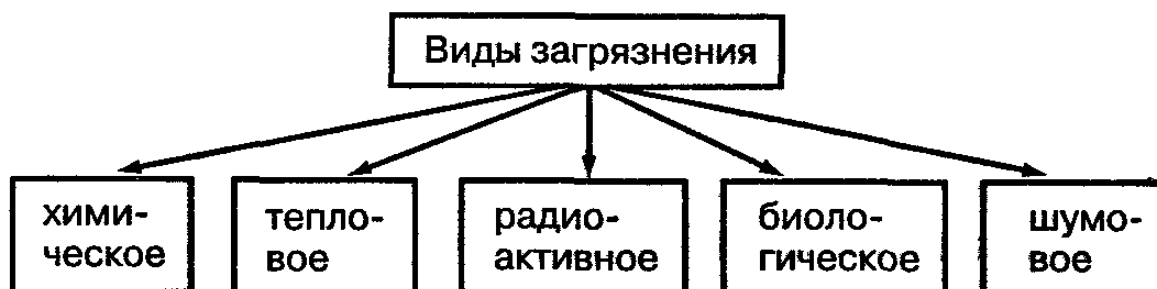 Виды загрязнения
хими-
ческое
тепло-
вое
радио-
активное
биоло-
гическое
шумо-
вое